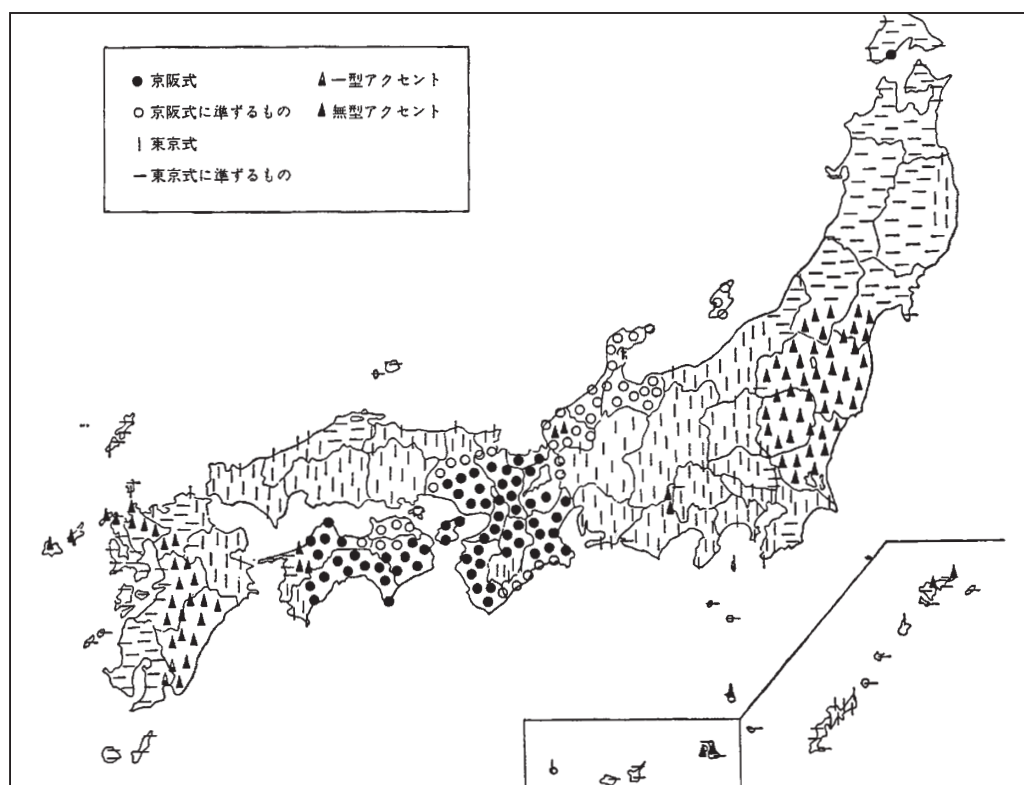 ● 京阪式
○ 京阪式に準ずるもの
| 東京式
― 東京式に準ずるもの
▲ 一型アクセント
▲ 無型アクセント